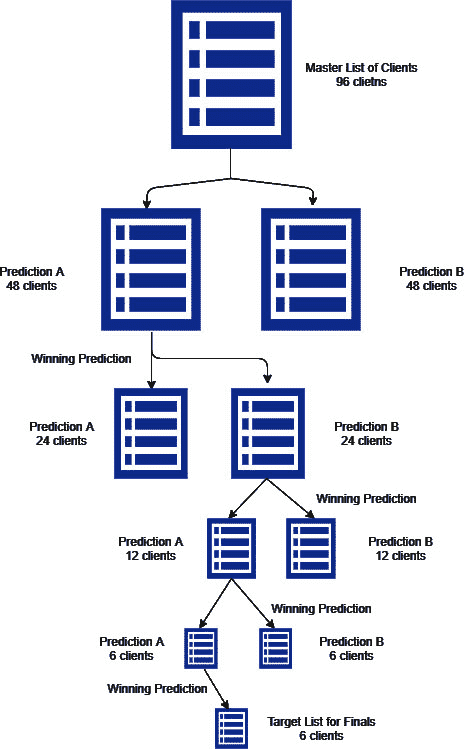 Master List of Clients
96 clietns
Prediction A
48 clients
Prediction B
48 clients
Winning Prediction
Prediction A
24 clients
Prediction B
24 clients
Winning Prediction
Prediction A
12 clients
Prediction B
12 clients
Winning Prediction
Prediction A
6 clients
Prediction B
6 clients
Winning Prediction
Target List for Finals
6 clients